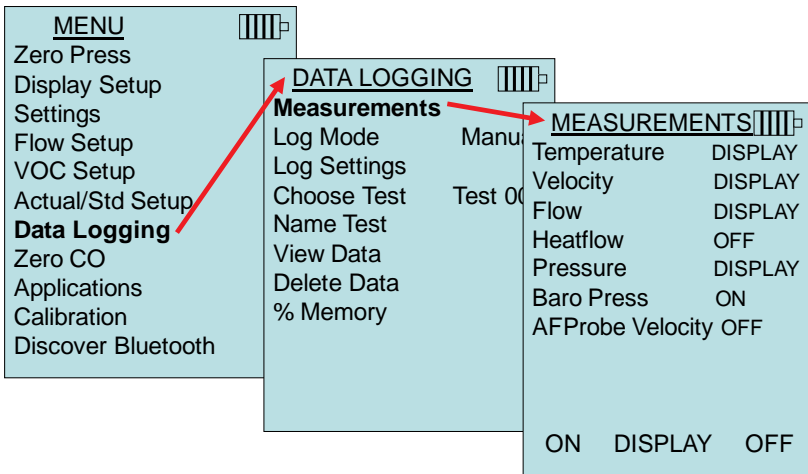 MENU
Zero Press
Display Setup
Settings
Flow Setup
VOC Setup
Actual/Std Setup
Data Logging
Zero CO
Applications
Calibration
Discover Bluetooth
DATA LOGGING
Measurements
Log Mode Manua
Log Settings
Choose Test Test 00
Name Test
View Data
Delete Data
% Memory
MEASUREMENTS
Temperature DISPLAY
Velocity DISPLAY
Flow DISPLAY
Heatflow OFF
Pressure DISPLAY
Baro Press ON
AFProbe Velocity OFF
ON DISPLAY OFF